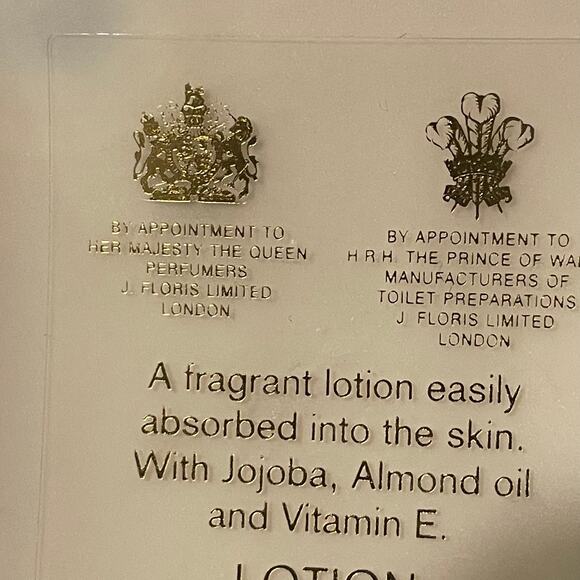 BY APPOINTMENT TO
HER MAJESTY THE QUEEN
PERFUMERS
J. FLORIS LIMITED
LONDON
BY APPOINTMENT TO
H.R.H. THE PRINCE OF
MANUFACTURERS OF
TOILET PREPARATIONS
J. FLORIS LIMITED
LONDON
A fragrant lotion easily
absorbed into the skin.
With Jojoba, Almond oil
and Vitamin E.
LOTION